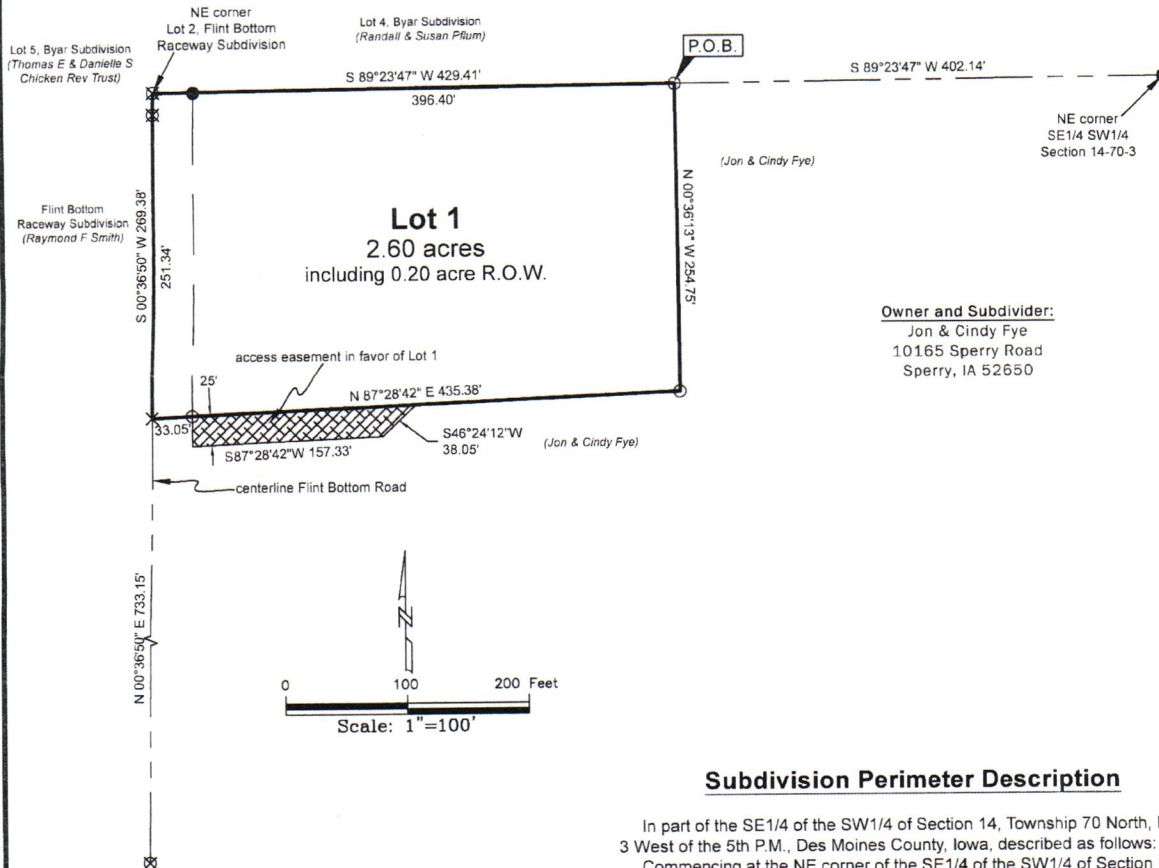 NE corner
Lot 2, Flint Bottom
Raceway Subdivision
Lot 4, Byar Subdivision
(Randall & Susan Pflum)
Lot 5, Byar Subdivision
(Thomas E & Danielle S
Chicken Rev Trust)
P.O.B.
S 89°23'47" W 429.41'
396.40'
S 89°23'47" W 402.14'
NE corner
SE1/4 SW1/4
Section 14-70-3
(Jon & Cindy Fye)
Flint Bottom
Raceway Subdivision
(Raymond F Smith)
S 00°36'50" W 269.38'
251.34'
Lot 1
2.60 acres
including 0.20 acre R.O.W.
N 00°36'13" W 254.75'
Owner and Subdivider:
Jon & Cindy Fye
10165 Sperry Road
Sperry, IA 52650
access easement in favor of Lot 1
25'
N 87°28'42" E 435.38'
33.05'
S46°24'12"W
38.05'
(Jon & Cindy Fye)
S87°28'42"W 157.33'
centerline Flint Bottom Road
N 00°36'50" E 733.15'
N
0 100 200 Feet
Scale: 1"=100'
Subdivision Perimeter Description
In part of the SE1/4 of the SW1/4 of Section 14, Township 70 North,
3 West of the 5th P.M., Des Moines County, Iowa, described as follows:
Commencing at the NE corner of the SE1/4 of the SW1/4 of Section